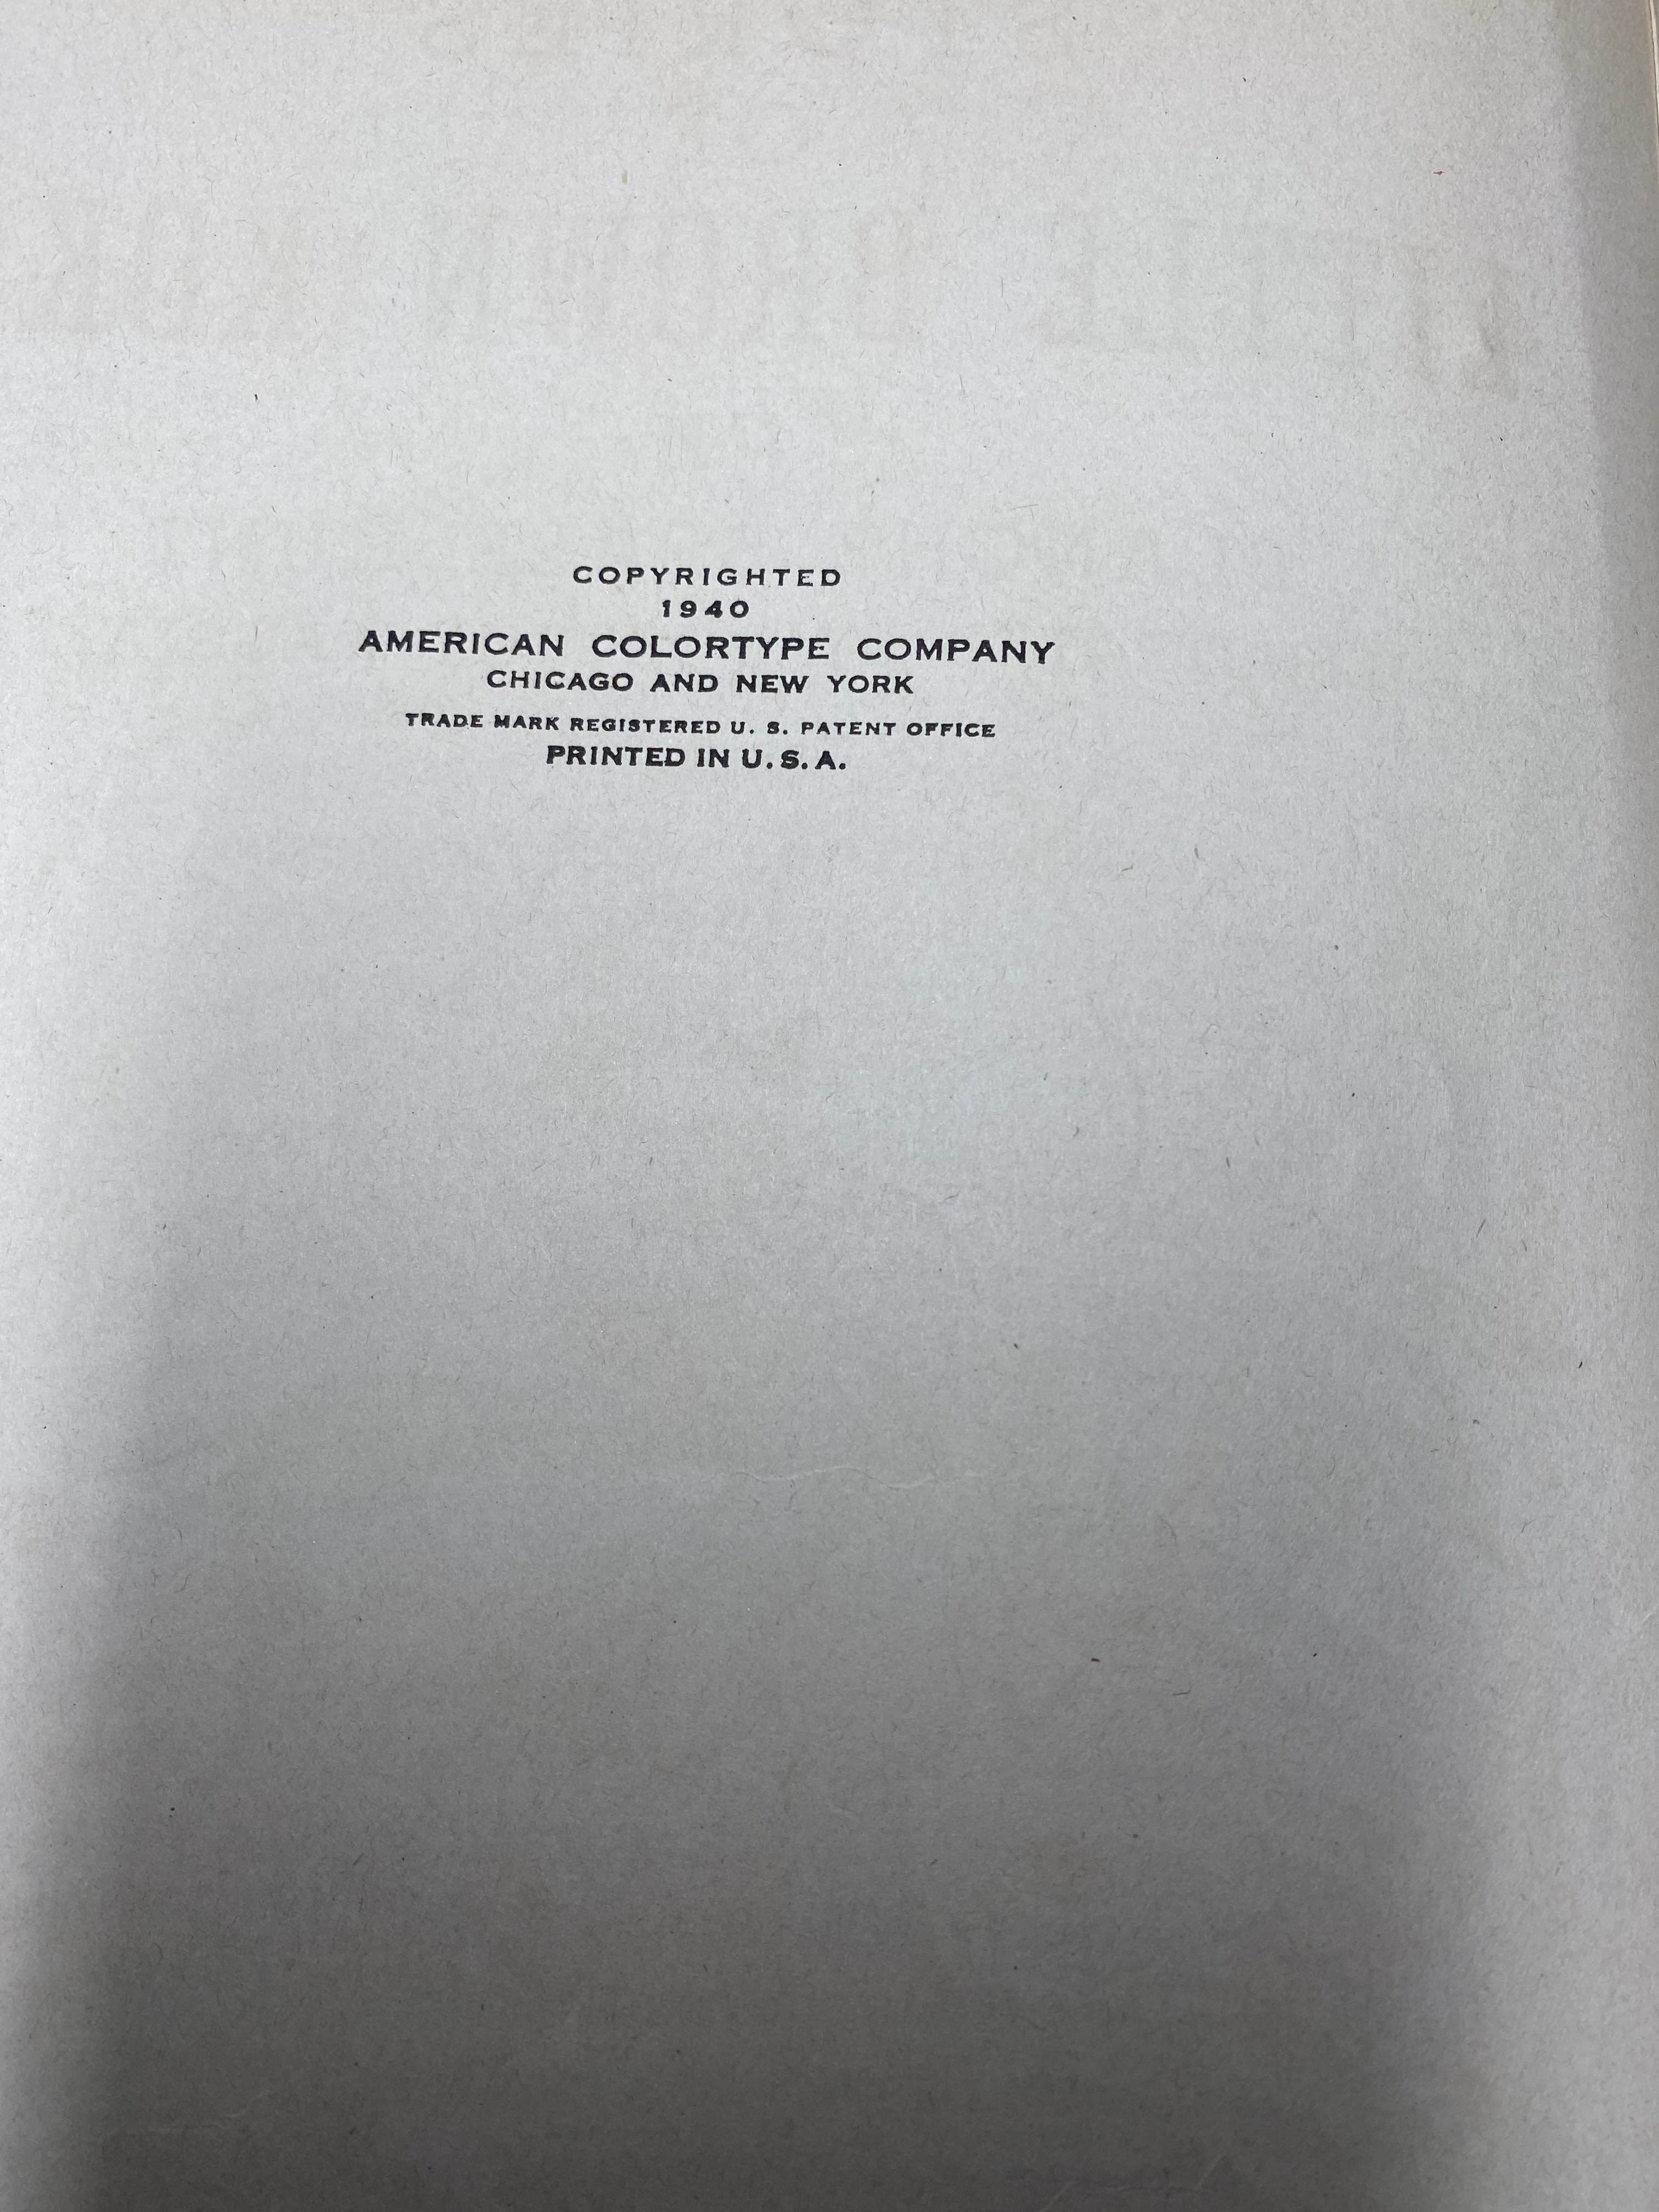 COPYRIGHTED
1940
AMERICAN COLORTYPE COMPANY
CHICAGO AND NEW YORK
TRADE MARK REGISTERED U. S. PATENT OFFICE
PRINTED IN U. S. A.